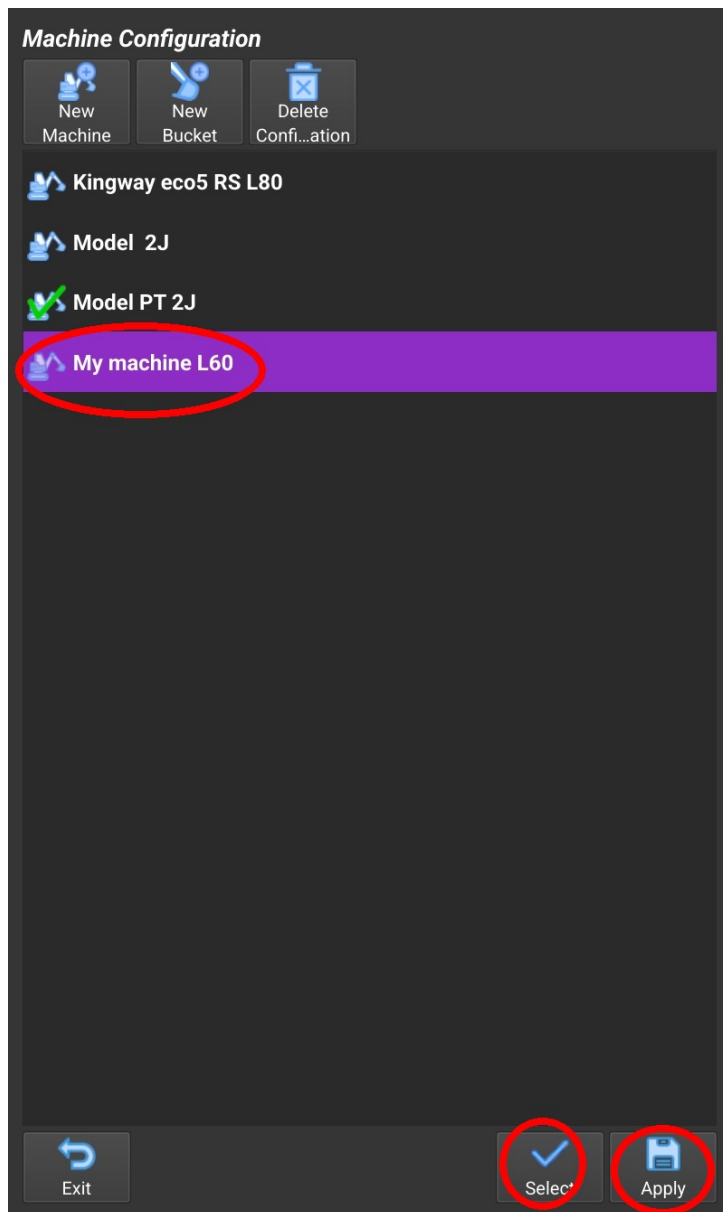 Machine Configuration
New
Machine
New
Bucket
Delete
Confi...ation
Kingway eco5 RS L80
Model 2J
Model PT 2J
My machine L60
Exit
Select
Apply